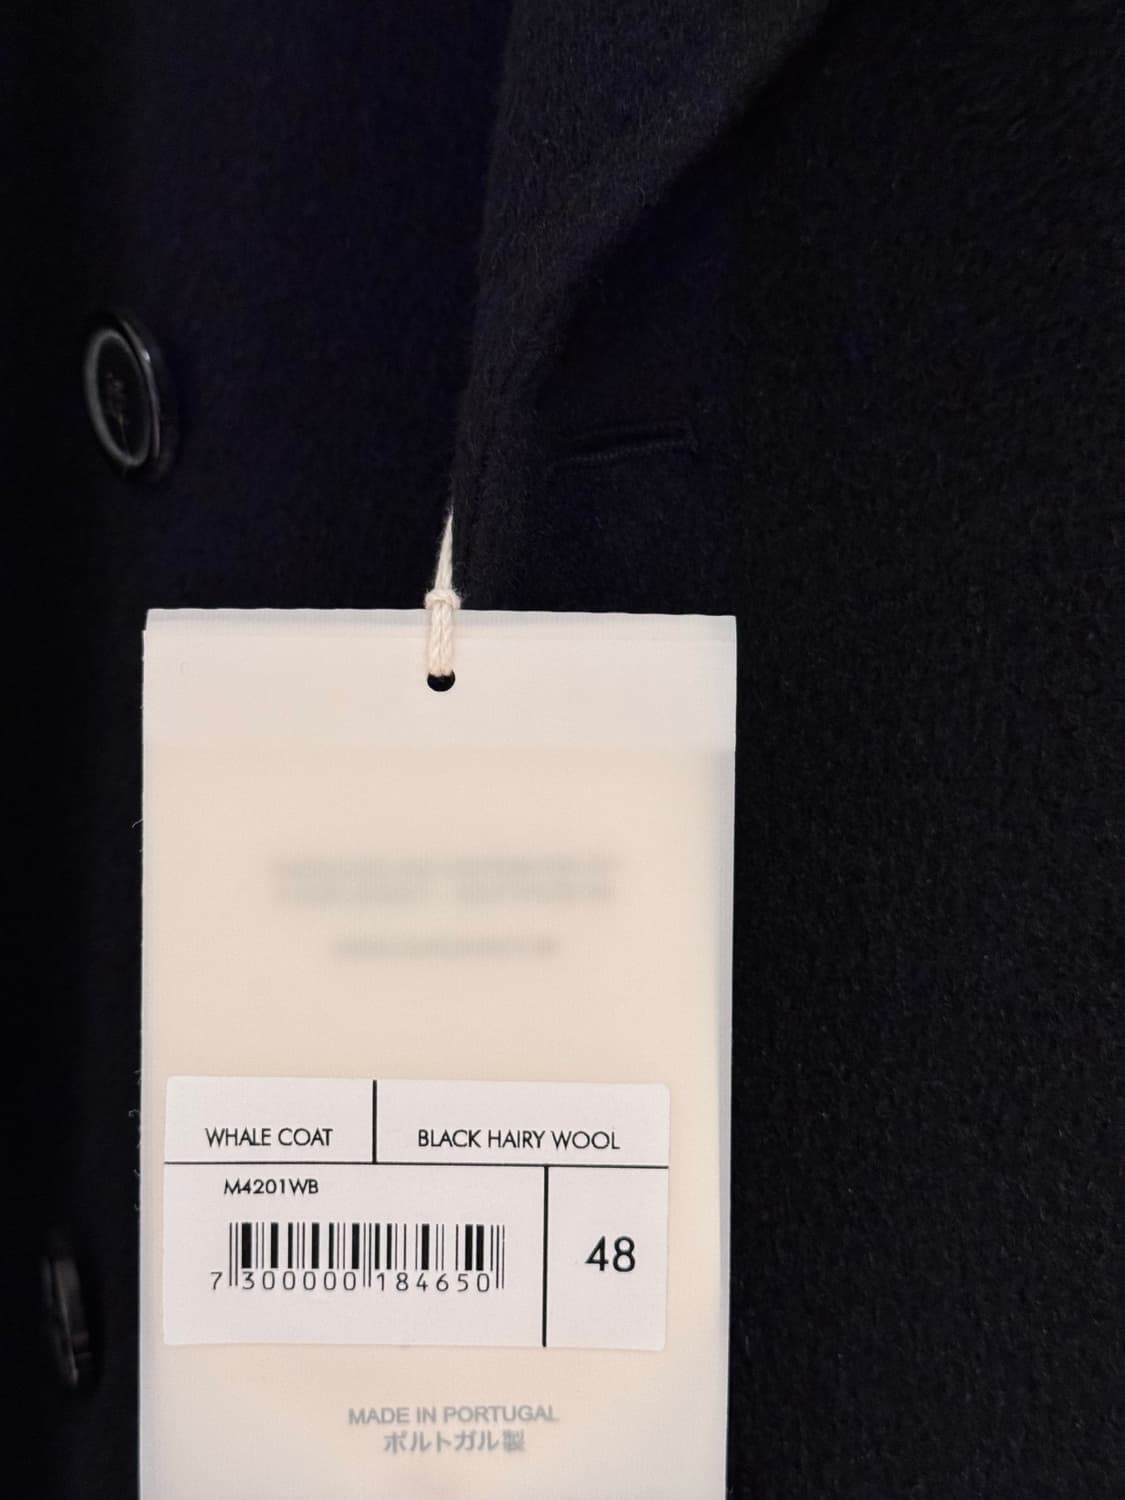 WHALE COAT
BLACK HAIRY WOOL
M4201WB
48
7 300000 184650
MADE IN PORTUGAL
ポルトガル製